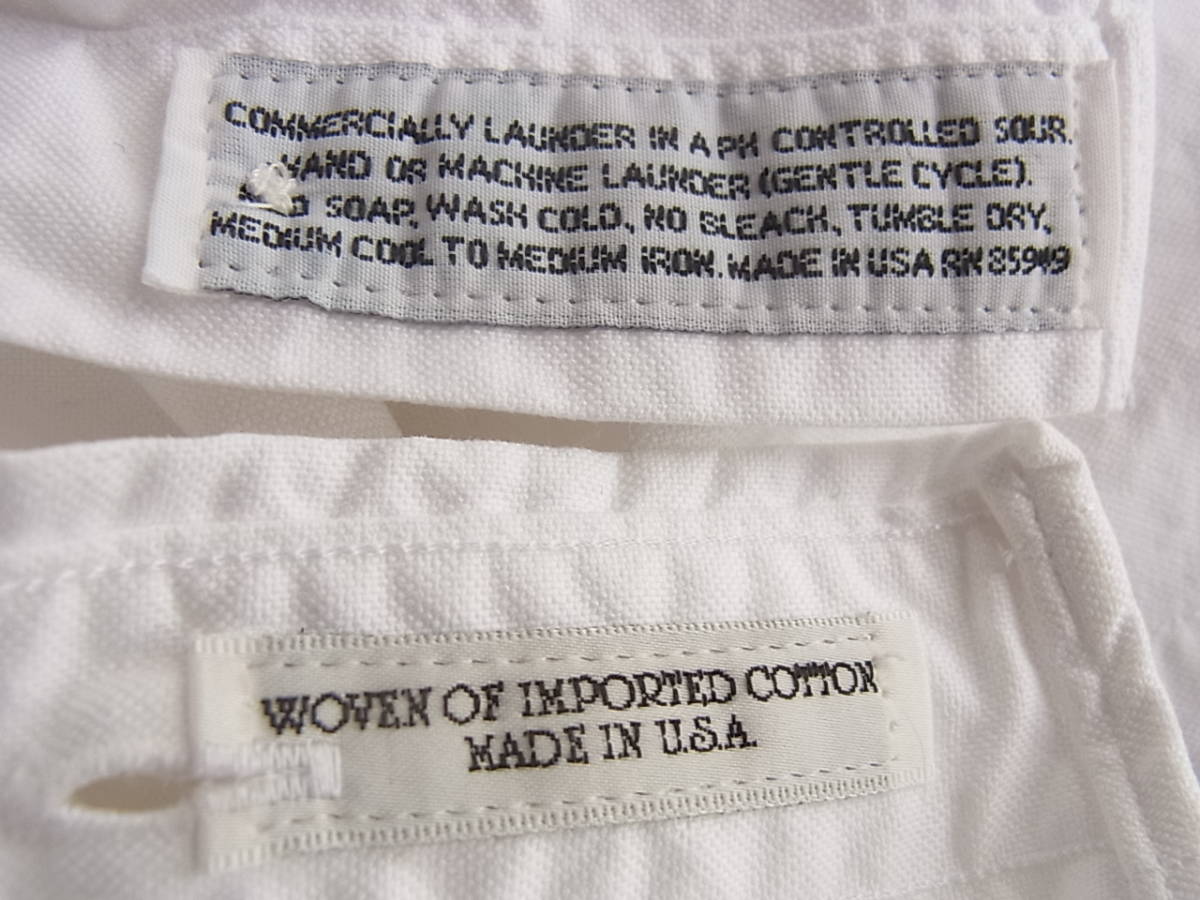 COMMERCIALLY LAUNDER IN A PH CONTROLLED SOUR.
HAND OR MACHINE LAUNDER (GENTLE CYCLE).
SOAP, WASH COLD, NO BLEACH, TUMBLE DRY,
MEDIUM COOL TO MEDIUM IRON. MADE IN USA RN 85949
WOVEN OF IMPORTED COTTON
MADE IN U.S.A.